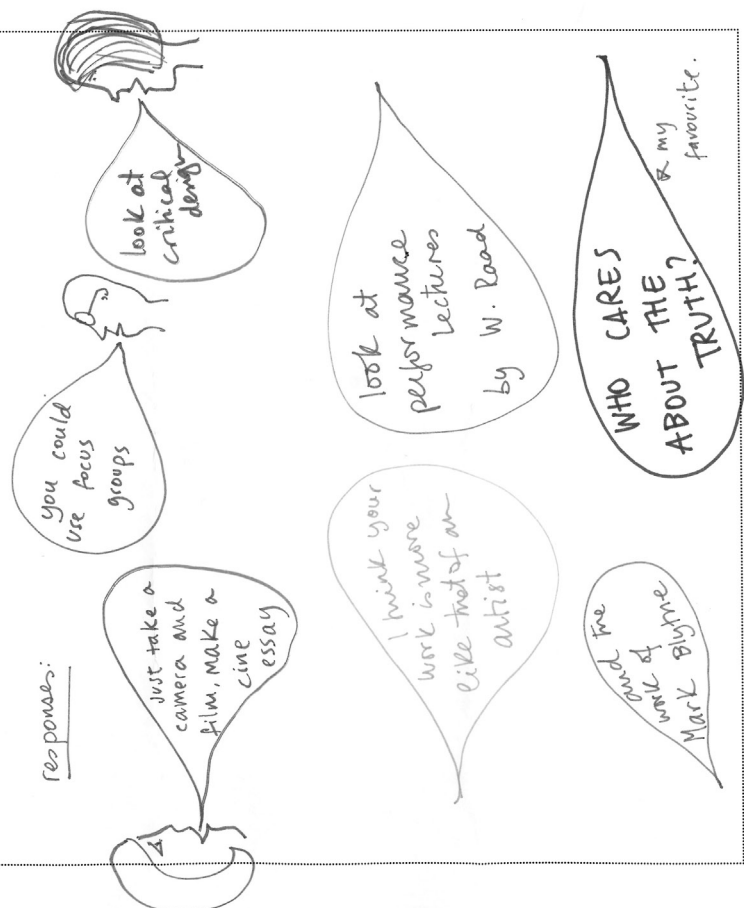 responses:
just take a
camera and
film, make a
cine
essay
you could
use focus
groups
look at
critical
design
I think your
work is more
like that of an
artist
look at
performance
lectures
by W. Raad
and the
work of
Mark Blythe
WHO CARES
ABOUT THE
TRUTH?
my
favourite.